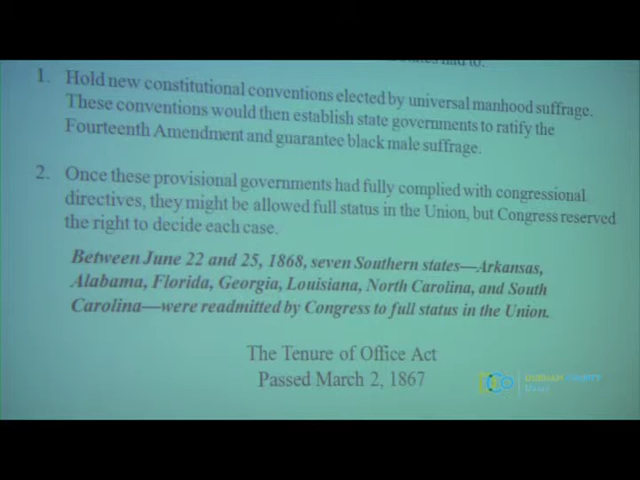 had to:
1. Hold new constitutional conventions elected by universal manhood suffrage.
These conventions would then establish state governments to ratify the
Fourteenth Amendment and guarantee black male suffrage.
2. Once these provisional governments had fully complied with congressional
directives, they might be allowed full status in the Union, but Congress reserved
the right to decide each case.
Between June 22 and 25, 1868, seven Southern states—Arkansas,
Alabama, Florida, Georgia, Louisiana, North Carolina, and South
Carolina—were readmitted by Congress to full status in the Union.
The Tenure of Office Act
Passed March 2, 1867